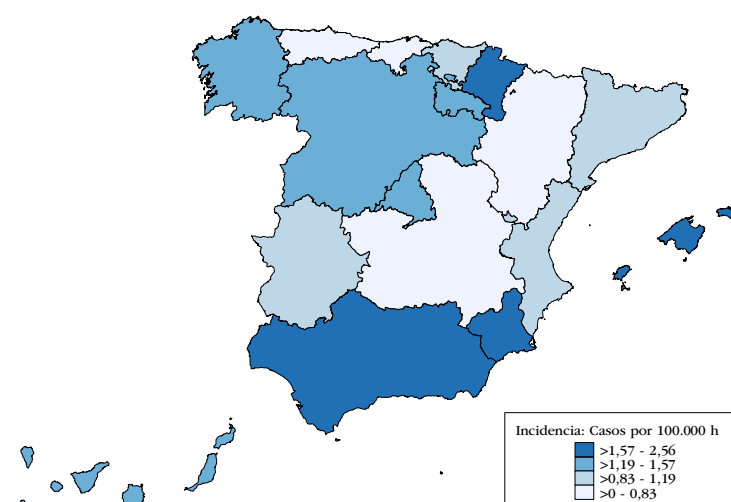 Incidencia: Casos por 100.000 h
>1,57 - 2,56
>1,19 - 1,57
>0,83 - 1,19
>0 - 0,83